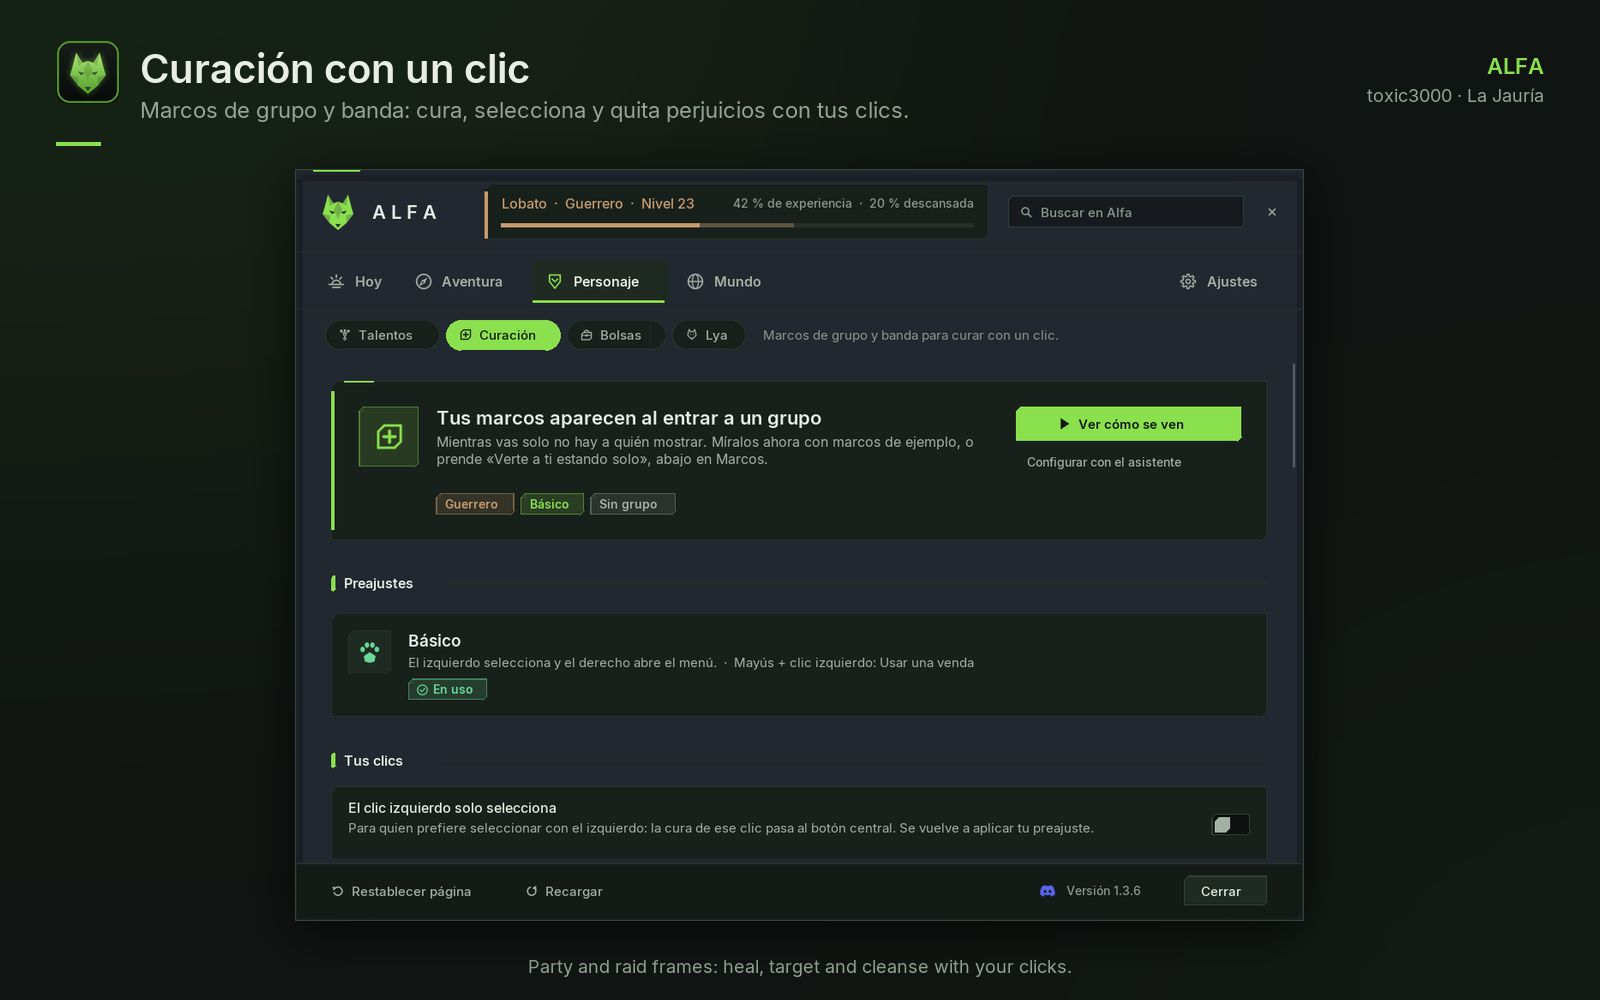 Curación con un clic
Marcos de grupo y banda: cura, selecciona y quita perjuicios con tus clics.
ALFA
toxic3000 · La Jauría
ALFA
Lobato · Guerrero · Nivel 23
42 % de experiencia · 20 % descansada
Buscar en Alfa
×
Hoy
Aventura
Personaje
Mundo
Ajustes
Talentos
Curación
Bolsas
Lya
Marcos de grupo y banda para curar con un clic.
Tus marcos aparecen al entrar a un grupo
Mientras vas solo no hay a quién mostrar. Míralos ahora con marcos de ejemplo, o
prende «Verte a ti estando solo», abajo en Marcos.
Ver cómo se ven
Configurar con el asistente
Guerrero
Básico
Sin grupo
Preajustes
Básico
El izquierdo selecciona y el derecho abre el menú. · Mayús + clic izquierdo: Usar una venda
En uso
Tus clics
El clic izquierdo solo selecciona
Para quien prefiere seleccionar con el izquierdo: la cura de ese clic pasa al botón central. Se vuelve a aplicar tu preajuste.
Restablecer página
Recargar
Versión 1.3.6
Cerrar
Party and raid frames: heal, target and cleanse with your clicks.